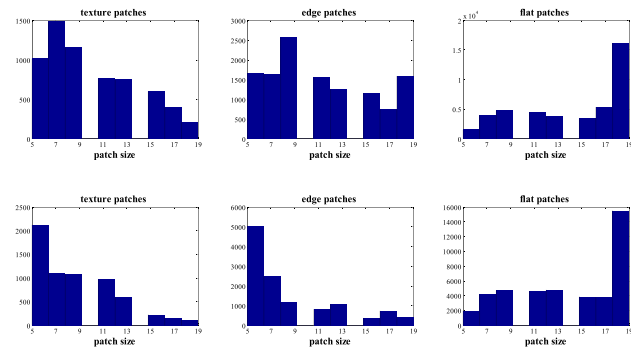 texture patches
1500
1000
500
0
5 7 9 11 13 15 17 19
patch size
edge patches
3000
2500
2000
1500
1000
500
0
5 7 9 11 13 15 17 19
patch size
flat patches
x 10^4
2
1.5
1
0.5
0
5 7 9 11 13 15 17 19
patch size
texture patches
2500
2000
1500
1000
500
0
5 7 9 11 13 15 17 19
patch size
edge patches
6000
5000
4000
3000
2000
1000
0
5 7 9 11 13 15 17 19
patch size
flat patches
16000
14000
12000
10000
8000
6000
4000
2000
0
5 7 9 11 13 15 17 19
patch size